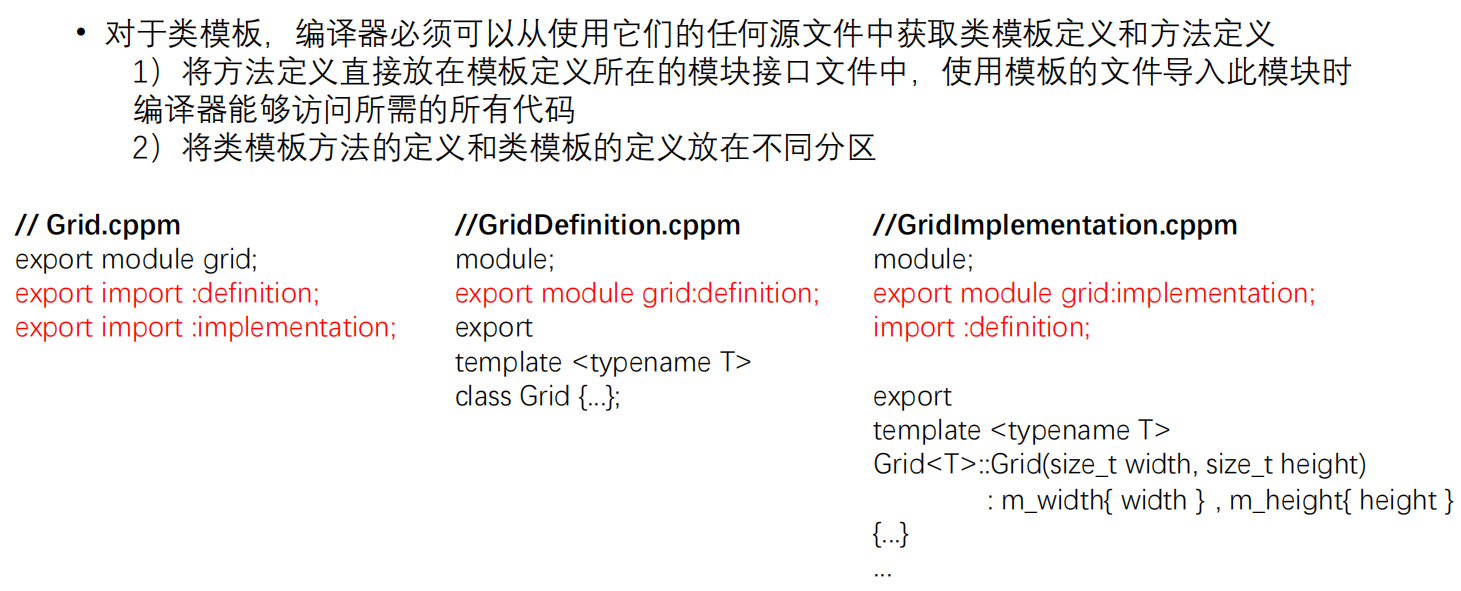 • 对于类模板，编译器必须可以从使用它们的任何源文件中获取类模板定义和方法定义
1）将方法定义直接放在模板定义所在的模块接口文件中，使用模板的文件导入此模块时
编译器能够访问所需的所有代码
2）将类模板方法的定义和类模板的定义放在不同分区
// Grid.cppm
export module grid;
export import :definition;
export import :implementation;
//GridDefinition.cppm
module;
export module grid:definition;
export
template <typename T>
class Grid {...};
//GridImplementation.cppm
module;
export module grid:implementation;
import :definition;
export
template <typename T>
Grid<T>::Grid(size_t width, size_t height)
: m_width{ width } , m_height{ height }
{...}
...